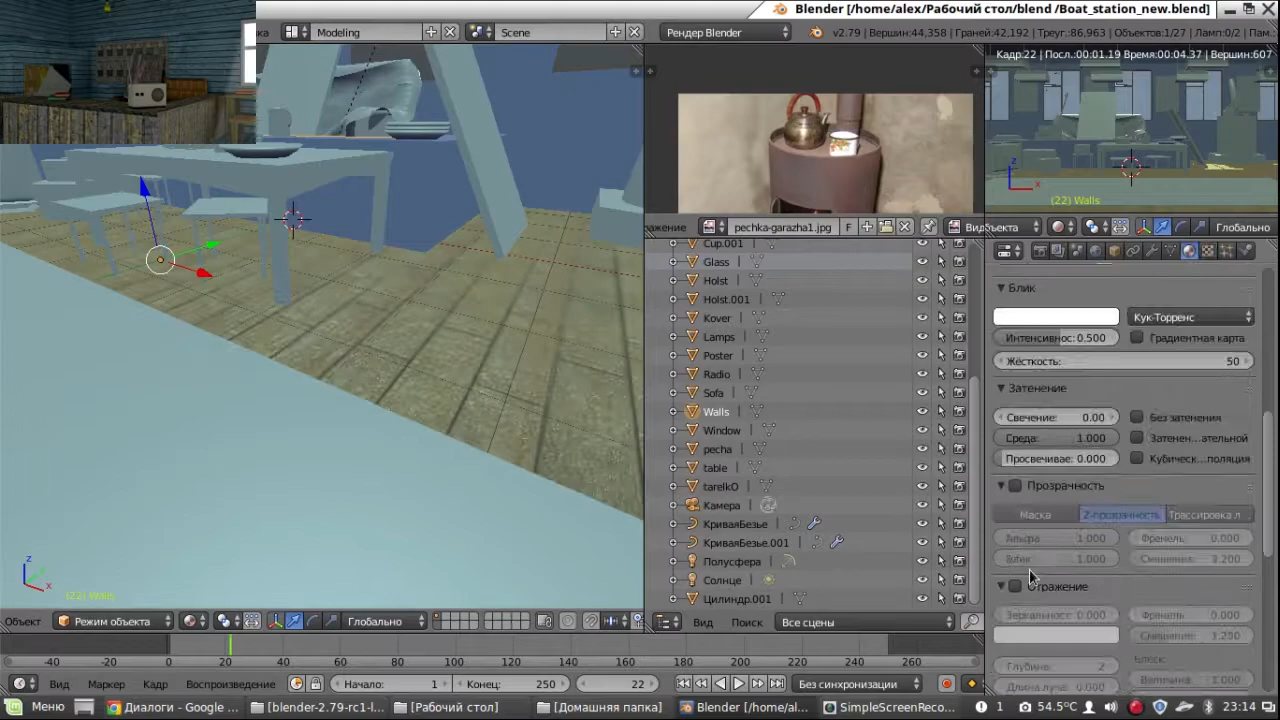 Blender [/home/alex/Рабочий стол/blend /Boat_station_new.blend]
ка Modeling Scene Рендер Blender v2.79 | Вершин:44,358 | Граней:42,192 | Треуг.:86,963 | Объектов:1/27 | Ламп:0/2 | Пам.:
Кадр:22 | Посл.:00:01.19 Время:00:04.37 | Вершин:607
(22) Walls
ражение pechka-garazha1.jpg F Вид Объекта Глобально
Cup.001
Glass
Holst
Holst.001
Kover
Lamps
Poster
Radio
Sofa
Walls
Window
pecha
table
tarelkO
Камера
КриваяБезье
КриваяБезье.001
Полусфера
Солнце
Цилиндр.001
Блик
Кук-Торренс
Интенсивнос: 0.500 Градиентная карта
Жёсткость: 50
Затенение
Свечение: 0.00 Без затенения
Среда: 1.000 Затенен...ательной
Просвечивае: 0.000 Кубическ...поляция
Прозрачность
Маска Z-прозрачность Трассировка л...
Альфа 1.000 Френель: 0.000
1.000 Смешение:
Отражение
Зеркальнос: 0.000 Френель: 0.000
Смешение: 1.250
Глубина: 2 Блеск:
Длина луча: 0.000 Величина: 1.000
(22) Walls
Объект Режим объекта Глобально Вид Поиск Все сцены
-40 -20 0 20 40 60 80 100 120 140 160 180 200 220 240 260
Вид Маркер Кадр Воспроизведение Начало: 1 Конец: 250 22 Без синхронизации
Меню Диалоги - Google ... [blender-2.79-rc1-l... [Рабочий стол] [Домашняя папка] Blender [/home/al... SimpleScreenReco... 1 54.5°C 23:14